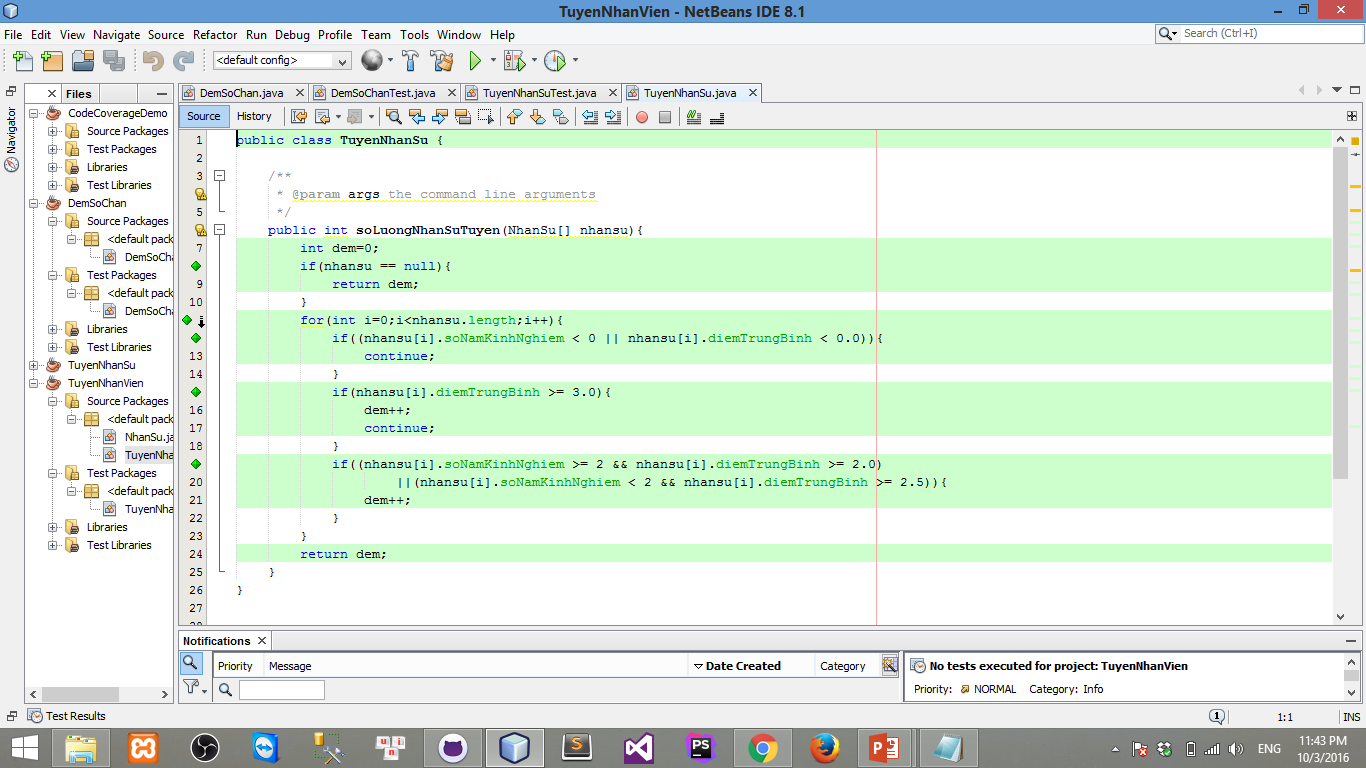 TuyenNhanVien - NetBeans IDE 8.1
File Edit View Navigate Source Refactor Run Debug Profile Team Tools Window Help
Search (Ctrl+I)
<default config>
Files
Navigator
CodeCoverageDemo
Source Packages
Test Packages
Libraries
Test Libraries
DemSoChan
Source Packages
<default pack
DemSoCha
Test Packages
<default pack
DemSoCh
Libraries
Test Libraries
TuyenNhanSu
TuyenNhanVien
Source Packages
<default pack
NhanSu.ja
TuyenNha
Test Packages
<default pack
TuyenNha
Libraries
Test Libraries
DemSoChan.java DemSoChanTest.java TuyenNhanSuTest.java TuyenNhanSu.java
Source History
1 public class TuyenNhanSu {
2
3 /**
* @param args the command line arguments
5 */
public int soLuongNhanSuTuyen(NhanSu[] nhansu){
7 int dem=0;
if(nhansu == null){
9 return dem;
10 }
for(int i=0;i<nhansu.length;i++){
if((nhansu[i].soNamKinhNghiem < 0 || nhansu[i].diemTrungBinh < 0.0)){
13 continue;
14 }
if(nhansu[i].diemTrungBinh >= 3.0){
16 dem++;
17 continue;
18 }
if((nhansu[i].soNamKinhNghiem >= 2 && nhansu[i].diemTrungBinh >= 2.0)
20 ||(nhansu[i].soNamKinhNghiem < 2 && nhansu[i].diemTrungBinh >= 2.5)){
21 dem++;
22 }
23 }
24 return dem;
25 }
26 }
27
Notifications
Priority Message Date Created Category
No tests executed for project: TuyenNhanVien
Priority: NORMAL Category: Info
Test Results
1 1:1 INS
ENG
11:43 PM
10/3/2016